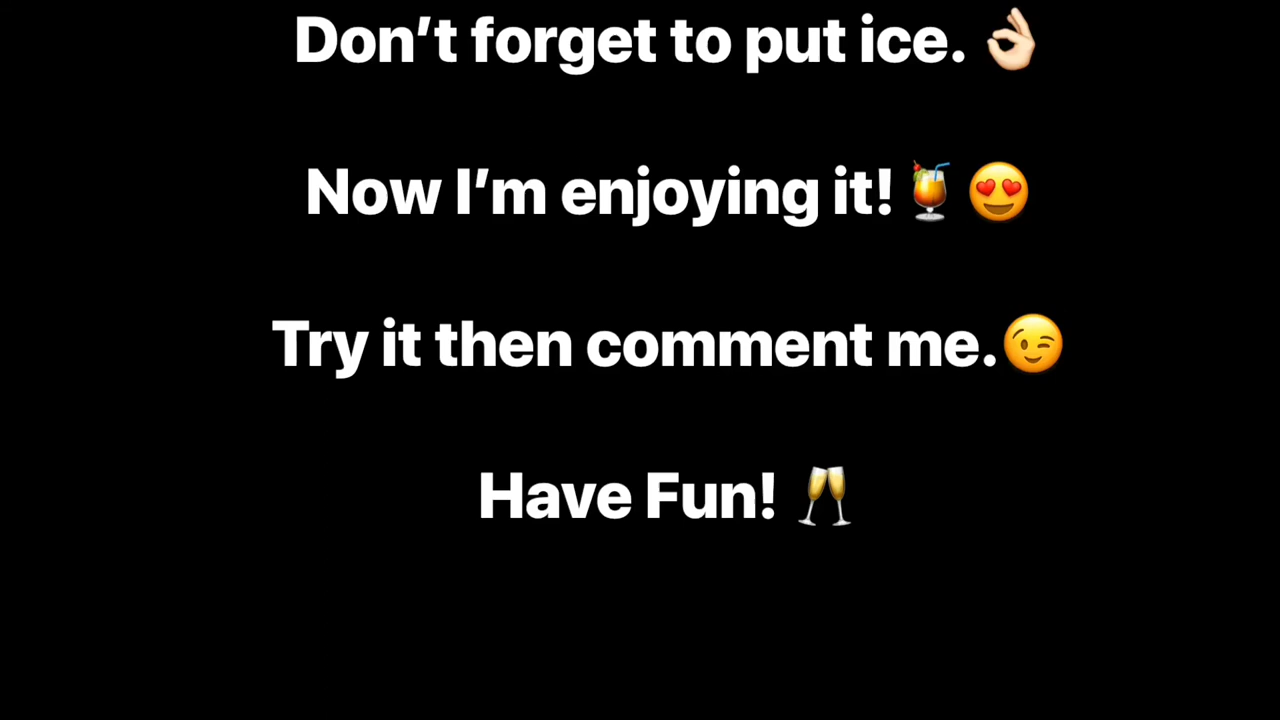 Don’t forget to put ice. 👌🏻
Now I’m enjoying it! 🍹😍
Try it then comment me.😉
Have Fun! 🥂